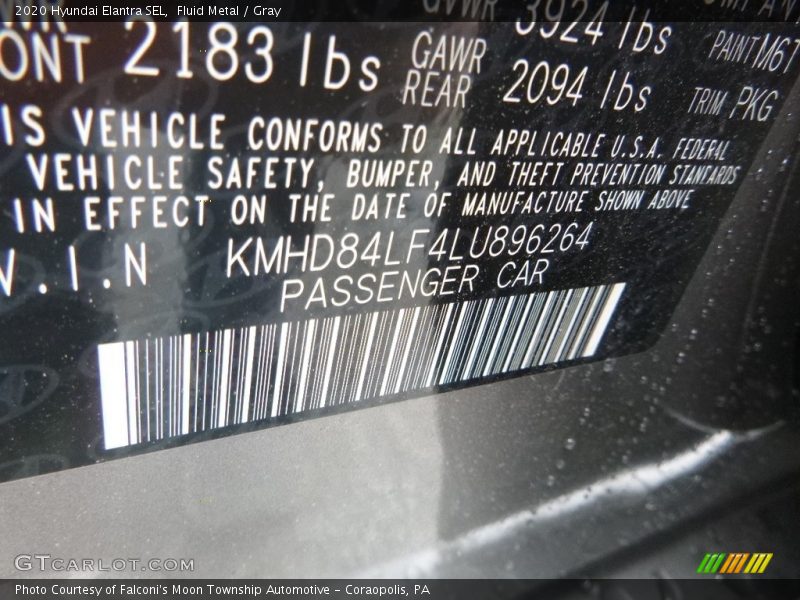 2020 Hyundai Elantra SEL, Fluid Metal / Gray
GVWR 3924 lbs
ONT 2183 lbs GAWR REAR 2094 lbs PAINT M6T
TRIM PKG
IS VEHICLE CONFORMS TO ALL APPLICABLE U.S.A. FEDERAL
VEHICLE SAFETY, BUMPER, AND THEFT PREVENTION STANDARDS
IN EFFECT ON THE DATE OF MANUFACTURE SHOWN ABOVE
V.I.N KMHD84LF4LU896264
PASSENGER CAR
GTCARLOT.COM
Photo Courtesy of Falconi's Moon Township Automotive - Coraopolis, PA